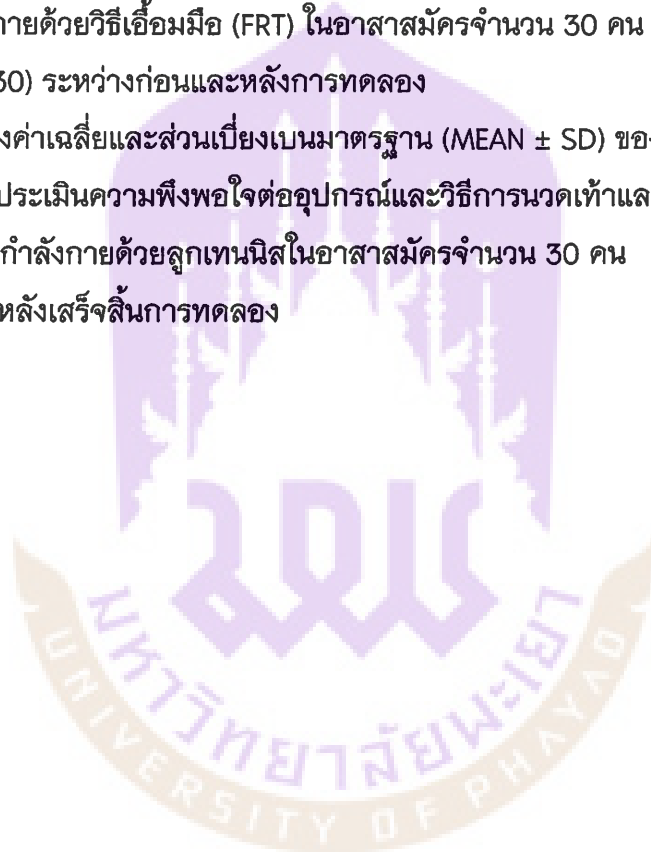 กายด้วยวิธีเอื้อมมือ (FRT) ในอาสาสมัครจำนวน 30 คน
30) ระหว่างก่อนและหลังการทดลอง
งค่าเฉลี่ยและส่วนเบี่ยงเบนมาตรฐาน (MEAN ± SD) ของ
ประเมินความพึงพอใจต่ออุปกรณ์และวิธีการนวดเท้าแล
กำลังกายด้วยลูกเทนนิสในอาสาสมัครจำนวน 30 คน
หลังเสร็จสิ้นการทดลอง
มหาวิทยาลัยพะเยา
UNIVERSITY OF PHAYAO